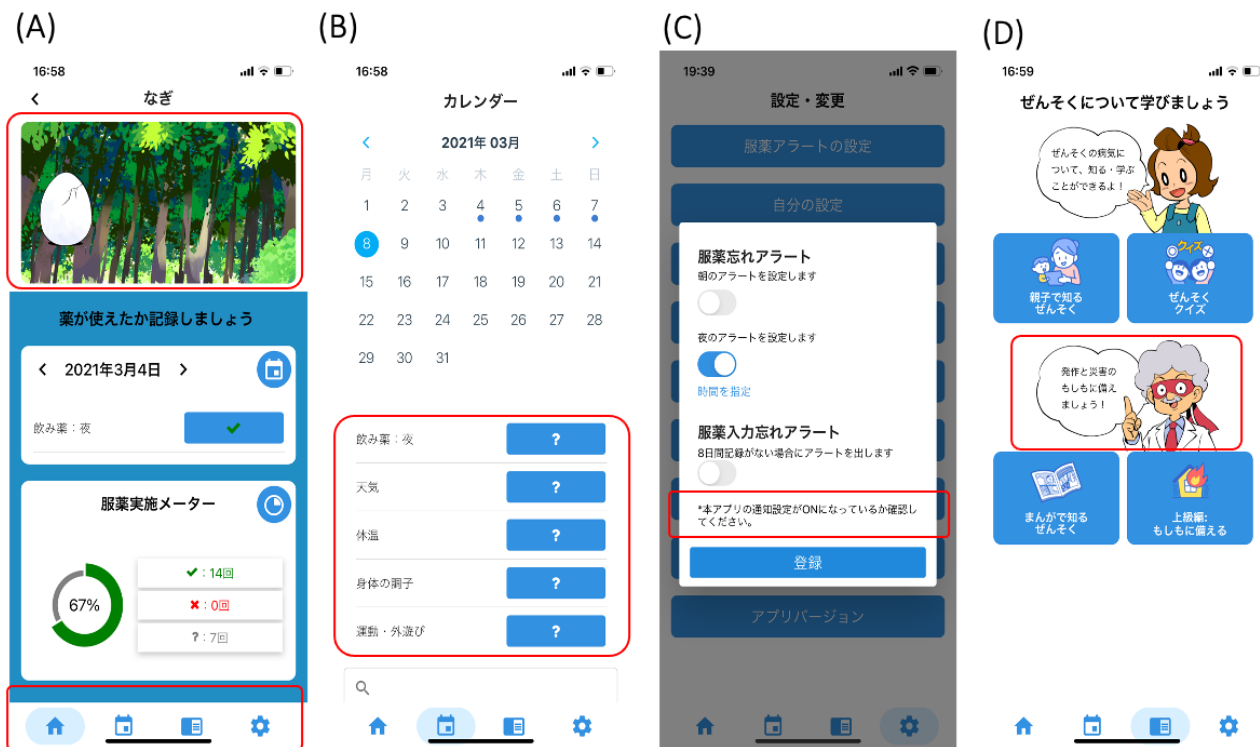 (A)
16:58
なぎ
薬が使えたか記録しましょう
2021年3月4日
飲み薬：夜
服薬実施メーター
67%
✔：14回
✖：0回
?：7回
(B)
16:58
カレンダー
2021年 03月
月 火 水 木 金 土 日
1 2 3 4 5 6 7
8 9 10 11 12 13 14
15 16 17 18 19 20 21
22 23 24 25 26 27 28
29 30 31
飲み薬：夜 ?
天気 ?
休温 ?
身体の調子 ?
運動・外遊び ?
(C)
19:39
設定・変更
服薬アラートの設定
自分の設定
服薬忘れアラート
朝のアラートを設定します
夜のアラートを設定します
時間を指定
服薬入力忘れアラート
8日間記録がない場合にアラートを出します
*本アプリの通知設定がONになっているか確認し
てください。
登録
アプリバージョン
(D)
16:59
ぜんそくについて学びましょう
ぜんそくの病気に
ついて、知る・学ぶ
ことができるよ！
親子で知る
ぜんそく
クイズ
ぜんそく
クイズ
発作と災害の
もしもに備え
ましょう！
まんがで知る
ぜんそく
上級編:
もしもに備える